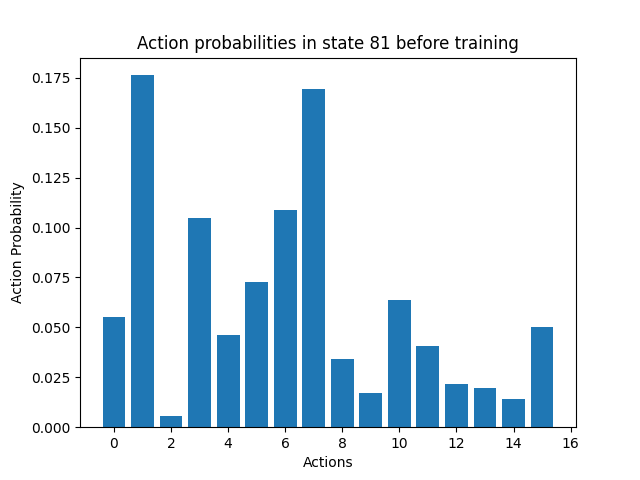 Action probabilities in state 81 before training
0.175
0.150
0.125
0.100
0.075
0.050
0.025
0.000
Action Probability
0 2 4 6 8 10 12 14 16
Actions